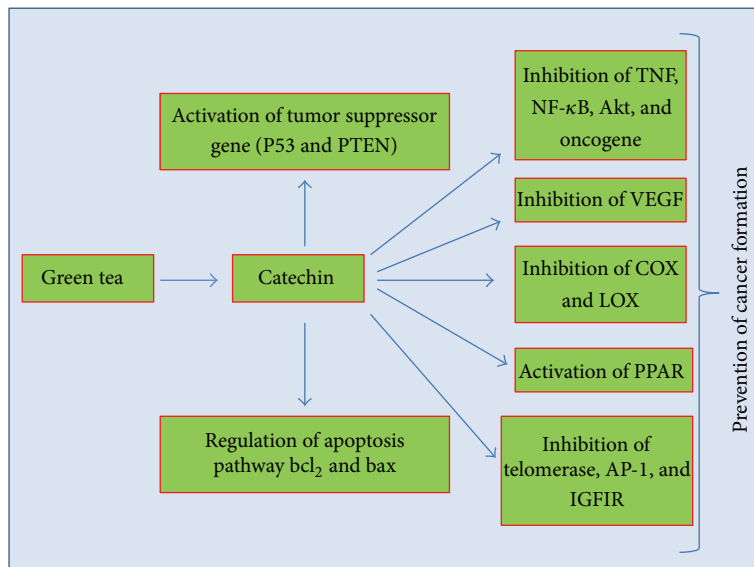 Activation of tumor suppressor
gene (P53 and PTEN)
Green tea
Catechin
Regulation of apoptosis
pathway bcl₂ and bax
Inhibition of TNF,
NF-κB, Akt, and
oncogene
Inhibition of VEGF
Inhibition of COX
and LOX
Activation of PPAR
Inhibition of
telomerase, AP-1, and
IGFIR
Prevention of cancer formation